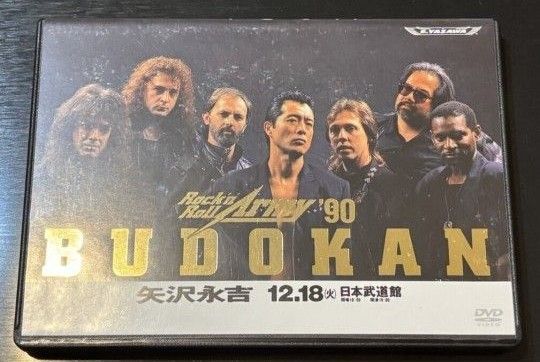 E.YAZAWA
Rock'n Roll Army '90
BUDOKAN
矢沢永吉 12.18(火) 日本武道館
DVD